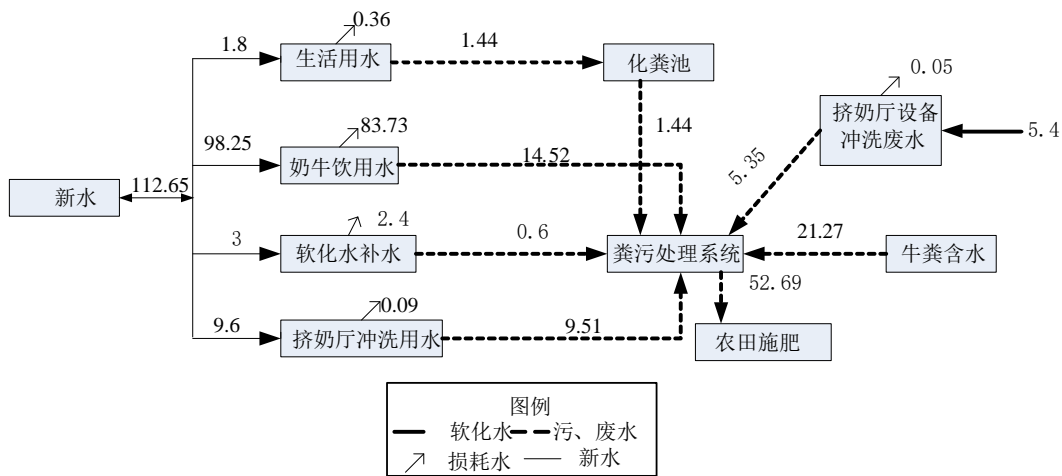 0.36
1.8
生活用水
1.44
化粪池
0.05
挤奶厅设备
冲洗废水
5.4
83.73
1.44
98.25
奶牛饮用水
14.52
5.35
新水
112.65
2.4
3
软化水补水
0.6
粪污处理系统
21.27
牛粪含水
52.69
0.09
9.6
挤奶厅冲洗用水
9.51
农田施肥
图例
软化水
污、废水
损耗水
新水